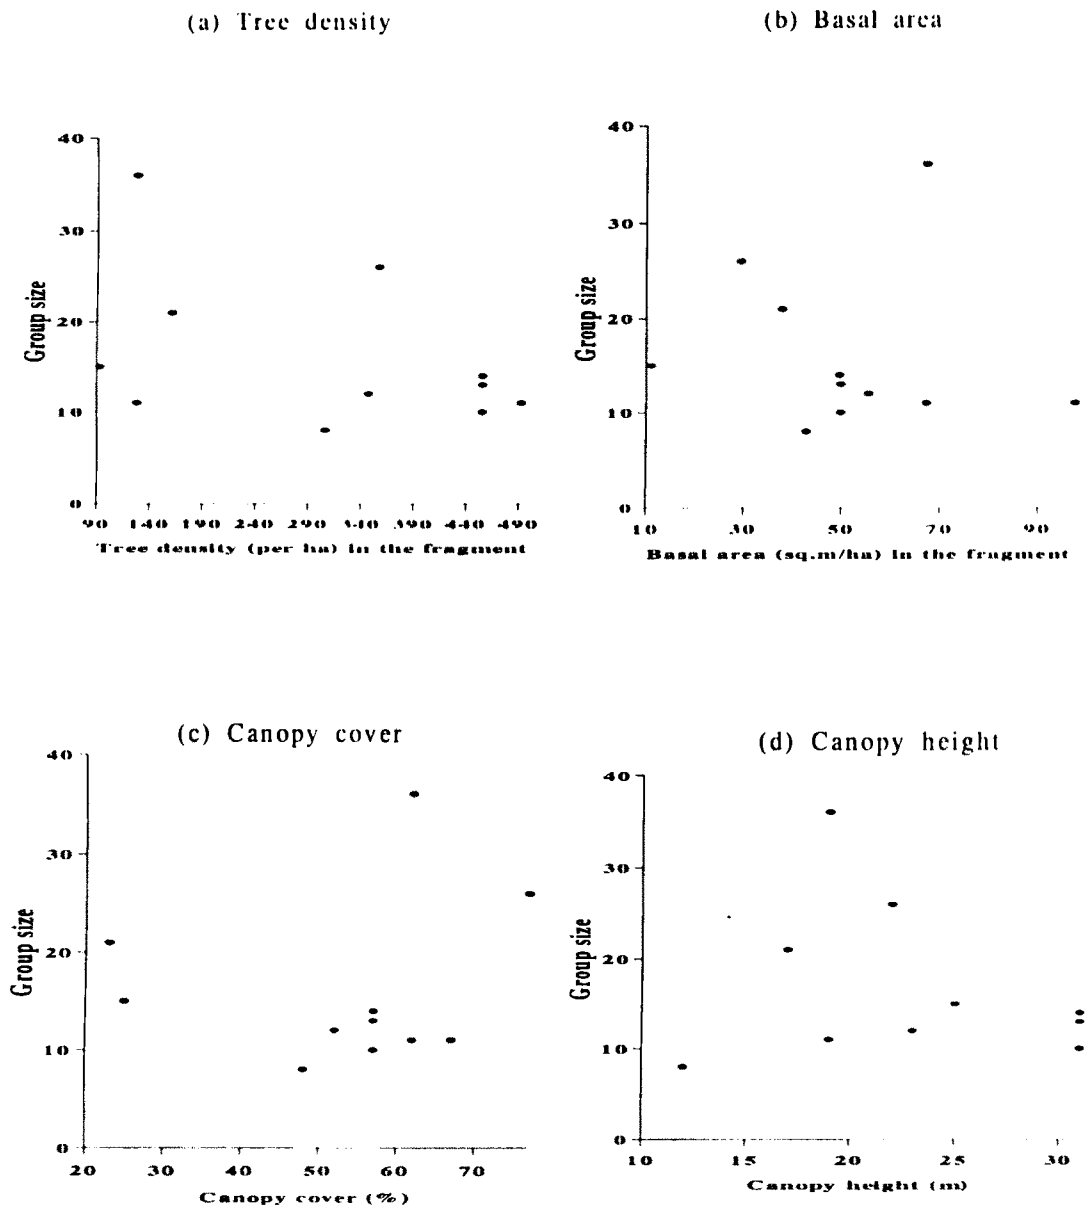 (a) Tree density
(b) Basal area
40
30
20
10
0
Group size
90 140 190 240 290 340 390 440 490
Tree density (per ha) in the fragment
40
30
20
10
0
Group size
10 30 50 70 90
Basal area (sq.m/ha) in the fragment
(c) Canopy cover
(d) Canopy height
40
30
20
10
0
Group size
20 30 40 50 60 70
Canopy cover (%)
40
30
20
10
0
Group size
10 15 20 25 30
Canopy height (m)